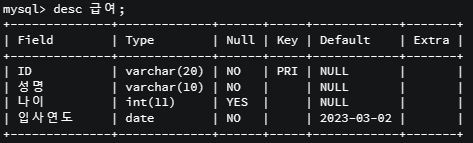 mysql> desc 급여;
+--------------+-------------+------+-----+------------+-------+
| Field        | Type        | Null | Key | Default    | Extra |
+--------------+-------------+------+-----+------------+-------+
| ID           | varchar(20) | NO   | PRI | NULL       |       |
| 성명         | varchar(10) | NO   |     | NULL       |       |
| 나이         | int(11)     | YES  |     | NULL       |       |
| 입사연도     | date        | NO   |     | 2023-03-02 |       |
+--------------+-------------+------+-----+------------+-------+